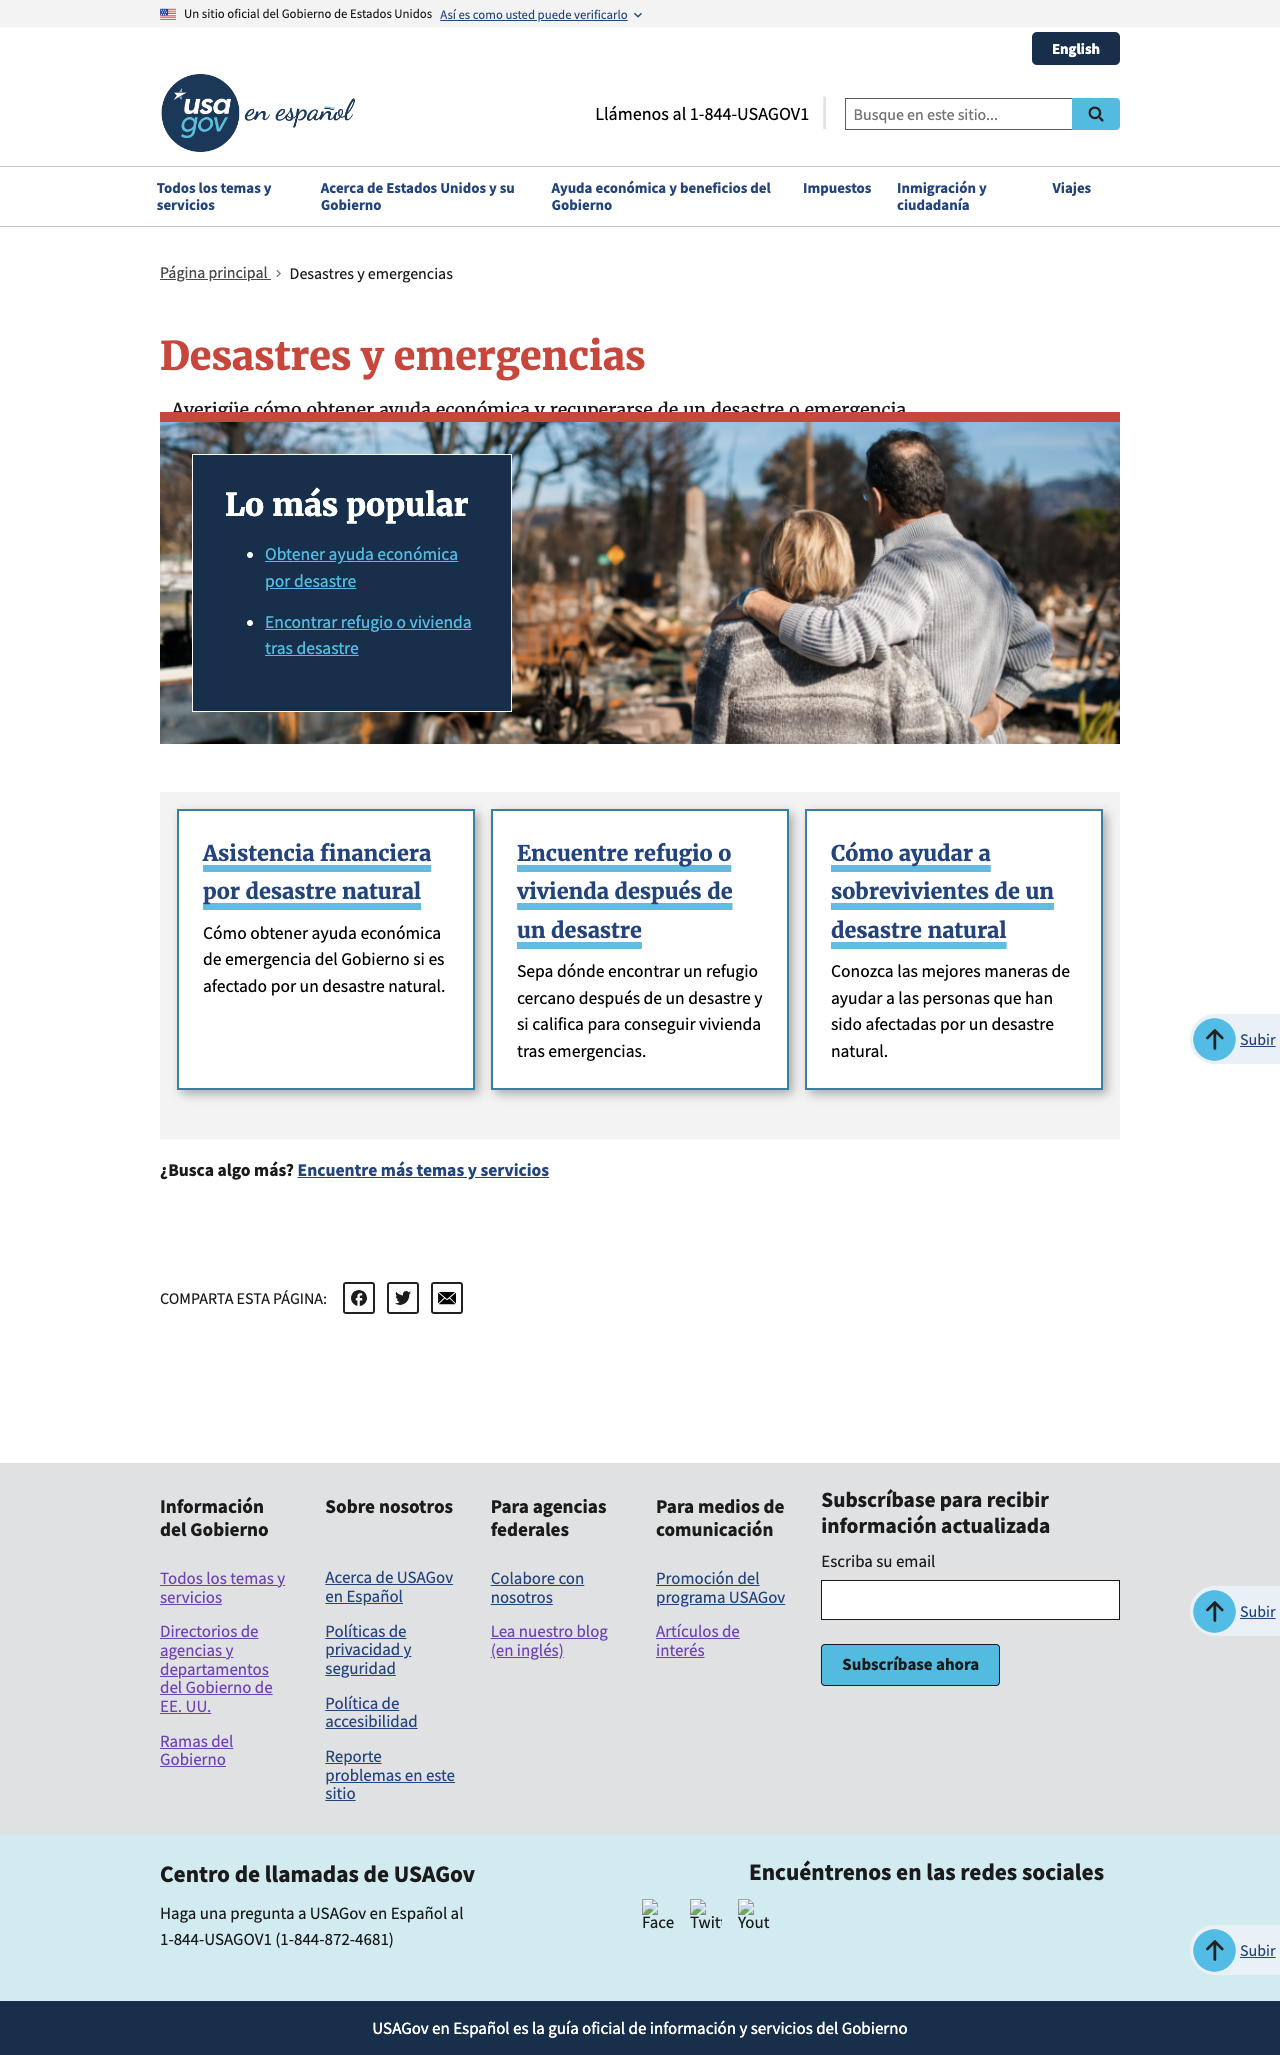 Un sitio oficial del Gobierno de Estados Unidos Así es como usted puede verificarlo
English
usa
gov
en español
Llámenos al 1-844-USAGOV1
Busque en este sitio...
Todos los temas y
servicios
Acerca de Estados Unidos y su
Gobierno
Ayuda económica y beneficios del
Gobierno
Impuestos
Inmigración y
ciudadanía
Viajes
Página principal
Desastres y emergencias
Desastres y emergencias
Averigüe cómo obtener ayuda económica y recuperarse de un desastre o emergencia
Lo más popular
Obtener ayuda económica
por desastre
Encontrar refugio o vivienda
tras desastre
Asistencia financiera
por desastre natural
Cómo obtener ayuda económica
de emergencia del Gobierno si es
afectado por un desastre natural.
Encuentre refugio o
vivienda después de
un desastre
Sepa dónde encontrar un refugio
cercano después de un desastre y
si califica para conseguir vivienda
tras emergencias.
Cómo ayudar a
sobrevivientes de un
desastre natural
Conozca las mejores maneras de
ayudar a las personas que han
sido afectadas por un desastre
natural.
Subir
¿Busca algo más? Encuentre más temas y servicios
COMPARTA ESTA PÁGINA:
Información
del Gobierno
Todos los temas y
servicios
Directorios de
agencias y
departamentos
del Gobierno de
EE. UU.
Ramas del
Gobierno
Sobre nosotros
Acerca de USAGov
en Español
Políticas de
privacidad y
seguridad
Política de
accesibilidad
Reporte
problemas en este
sitio
Para agencias
federales
Colabore con
nosotros
Lea nuestro blog
(en inglés)
Para medios de
comunicación
Promoción del
programa USAGov
Artículos de
interés
Subscríbase para recibir
información actualizada
Escriba su email
Subscríbase ahora
Subir
Centro de llamadas de USAGov
Haga una pregunta a USAGov en Español al
1-844-USAGOV1 (1-844-872-4681)
Encuéntrenos en las redes sociales
Face
Twitt
Yout
Subir
USAGov en Español es la guía oficial de información y servicios del Gobierno